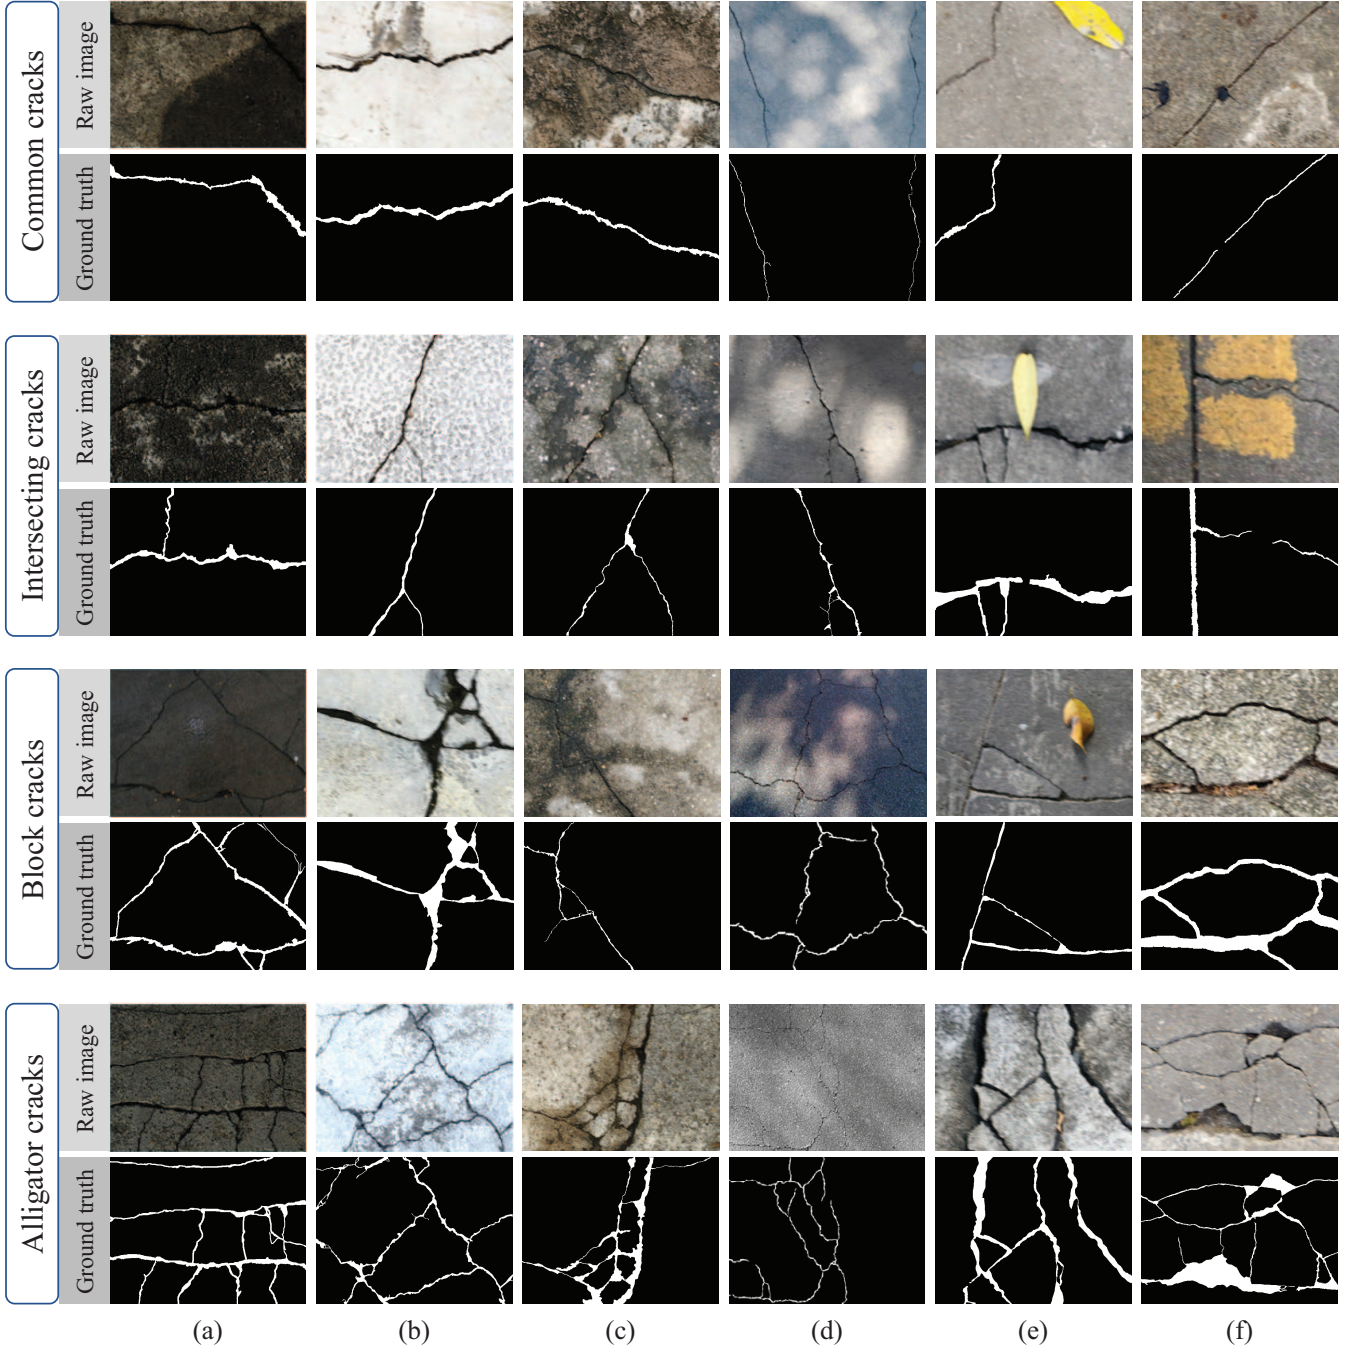 Common cracks
Raw image
Ground truth
Intersecting cracks
Raw image
Ground truth
Block cracks
Raw image
Ground truth
Alligator cracks
Raw image
Ground truth
(a) (b) (c) (d) (e) (f)